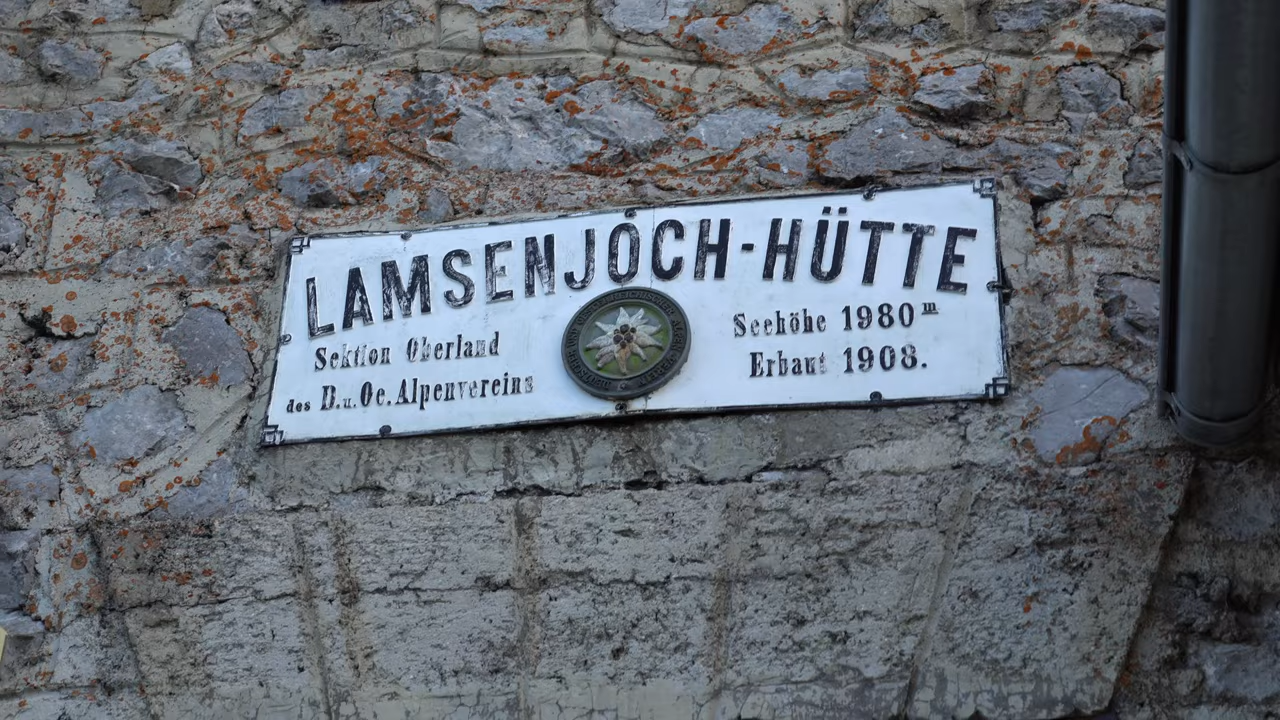 LAMSENJOCH-HÜTTE
Sektion Oberland
des D. u. Oe. Alpenvereins
Seehöhe 1980 m
Erbaut 1908.